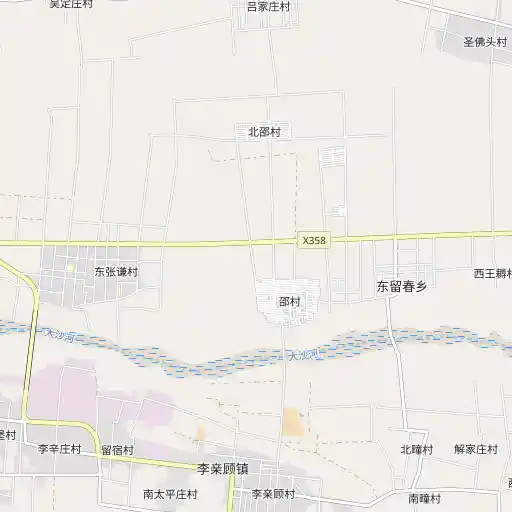 吴定庄村
吕家庄村
圣佛头村
北邵村
X358
东张谦村
西王耨村
东留春乡
邵村
大沙河
大沙河
堡村
李辛庄村
留宿村
北疃村
解家庄村
李亲顾镇
南太平庄村
李亲顾村
南疃村